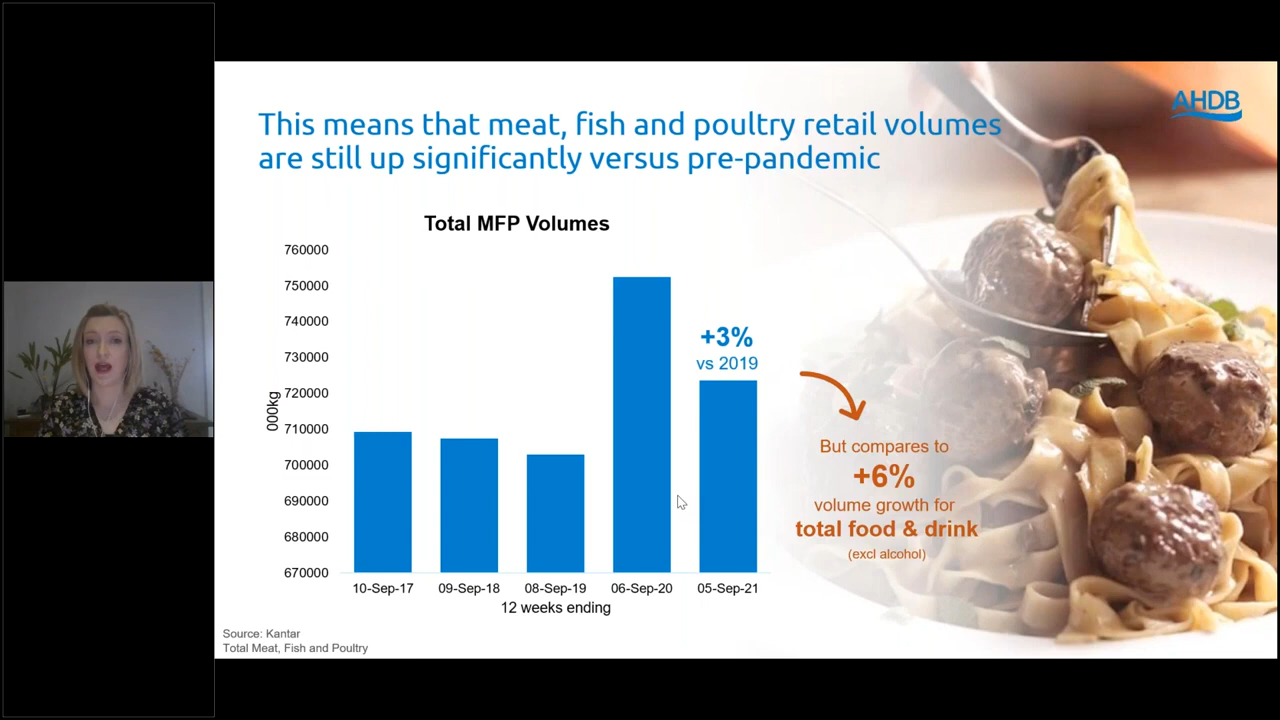 AHDB
This means that meat, fish and poultry retail volumes
are still up significantly versus pre-pandemic
Total MFP Volumes
760000
750000
740000
730000
720000
710000
700000
690000
680000
670000
000kg
+3%
vs 2019
10-Sep-17
09-Sep-18
08-Sep-19
06-Sep-20
05-Sep-21
12 weeks ending
But compares to
+6%
volume growth for
total food & drink
(excl alcohol)
Source: Kantar
Total Meat, Fish and Poultry